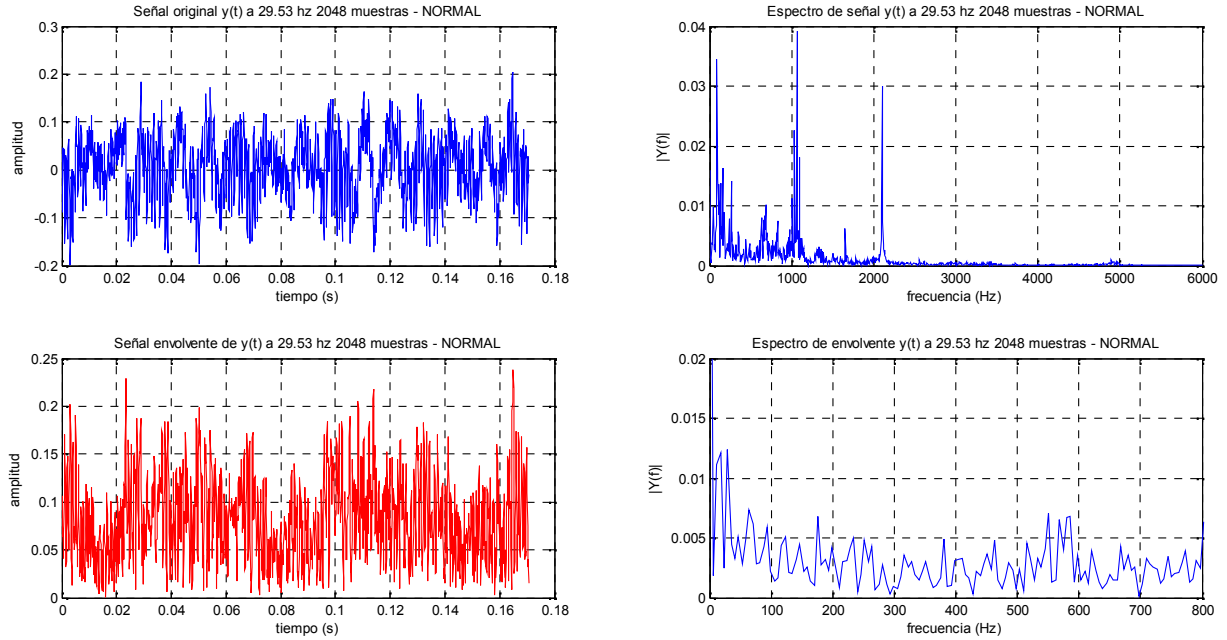 Señal original y(t) a 29.53 hz 2048 muestras - NORMAL
0.3
0.2
0.1
0
-0.1
-0.2
amplitud
0 0.02 0.04 0.06 0.08 0.1 0.12 0.14 0.16 0.18
tiempo (s)
Espectro de señal y(t) a 29.53 hz 2048 muestras - NORMAL
0.04
0.03
0.02
0.01
0
|Y(f)|
0 1000 2000 3000 4000 5000 6000
frecuencia (Hz)
Señal envolvente de y(t) a 29.53 hz 2048 muestras - NORMAL
0.25
0.2
0.15
0.1
0.05
0
amplitud
0 0.02 0.04 0.06 0.08 0.1 0.12 0.14 0.16 0.18
tiempo (s)
Espectro de envolvente y(t) a 29.53 hz 2048 muestras - NORMAL
0.02
0.015
0.01
0.005
0
|Y(f)|
0 100 200 300 400 500 600 700 800
frecuencia (Hz)